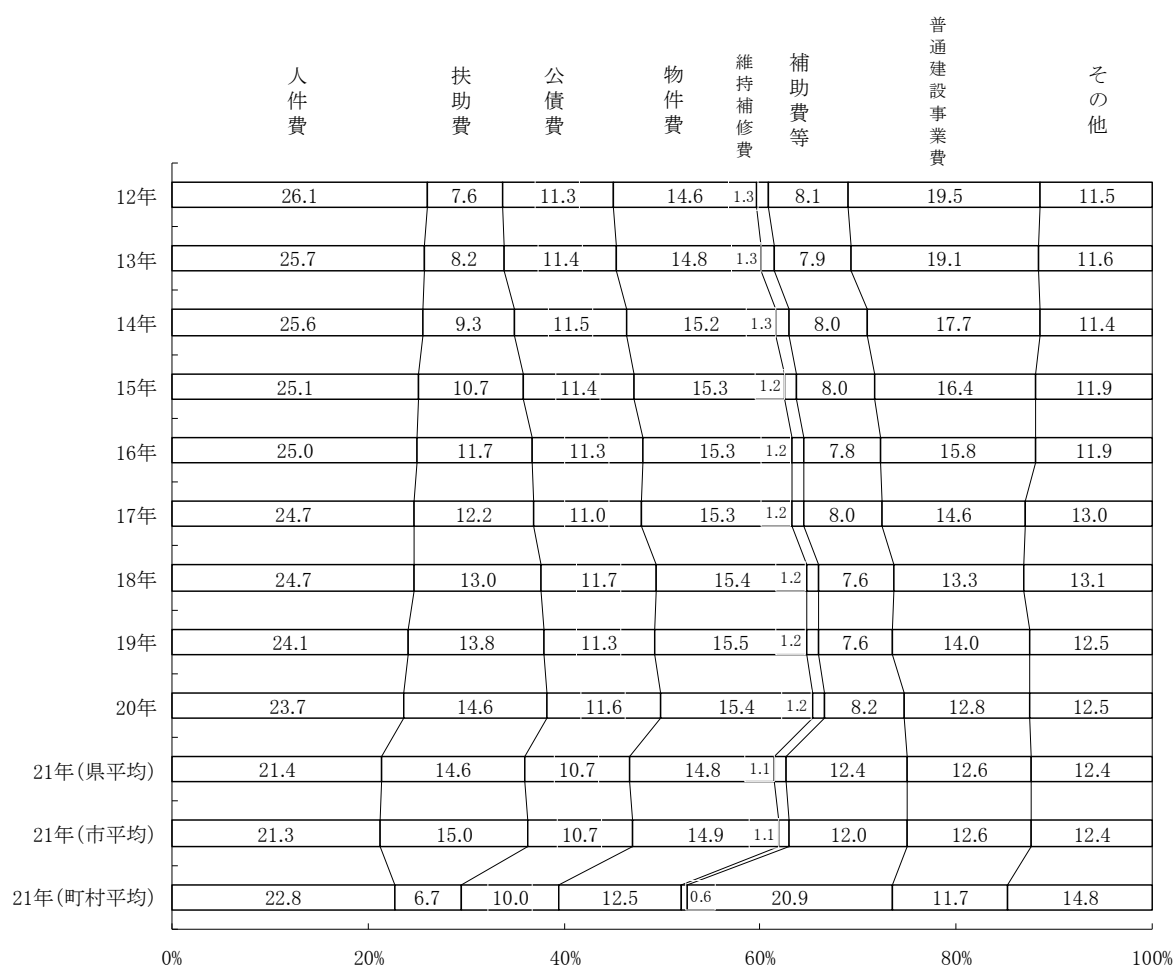 人件費
扶助費
公債費
物件費
維持補修費
補助費等
普通建設事業費
その他
12年 26.1 7.6 11.3 14.6 1.3 8.1 19.5 11.5
13年 25.7 8.2 11.4 14.8 1.3 7.9 19.1 11.6
14年 25.6 9.3 11.5 15.2 1.3 8.0 17.7 11.4
15年 25.1 10.7 11.4 15.3 1.2 8.0 16.4 11.9
16年 25.0 11.7 11.3 15.3 1.2 7.8 15.8 11.9
17年 24.7 12.2 11.0 15.3 1.2 8.0 14.6 13.0
18年 24.7 13.0 11.7 15.4 1.2 7.6 13.3 13.1
19年 24.1 13.8 11.3 15.5 1.2 7.6 14.0 12.5
20年 23.7 14.6 11.6 15.4 1.2 8.2 12.8 12.5
21年(県平均) 21.4 14.6 10.7 14.8 1.1 12.4 12.6 12.4
21年(市平均) 21.3 15.0 10.7 14.9 1.1 12.0 12.6 12.4
21年(町村平均) 22.8 6.7 10.0 12.5 0.6 20.9 11.7 14.8
0% 20% 40% 60% 80% 100%